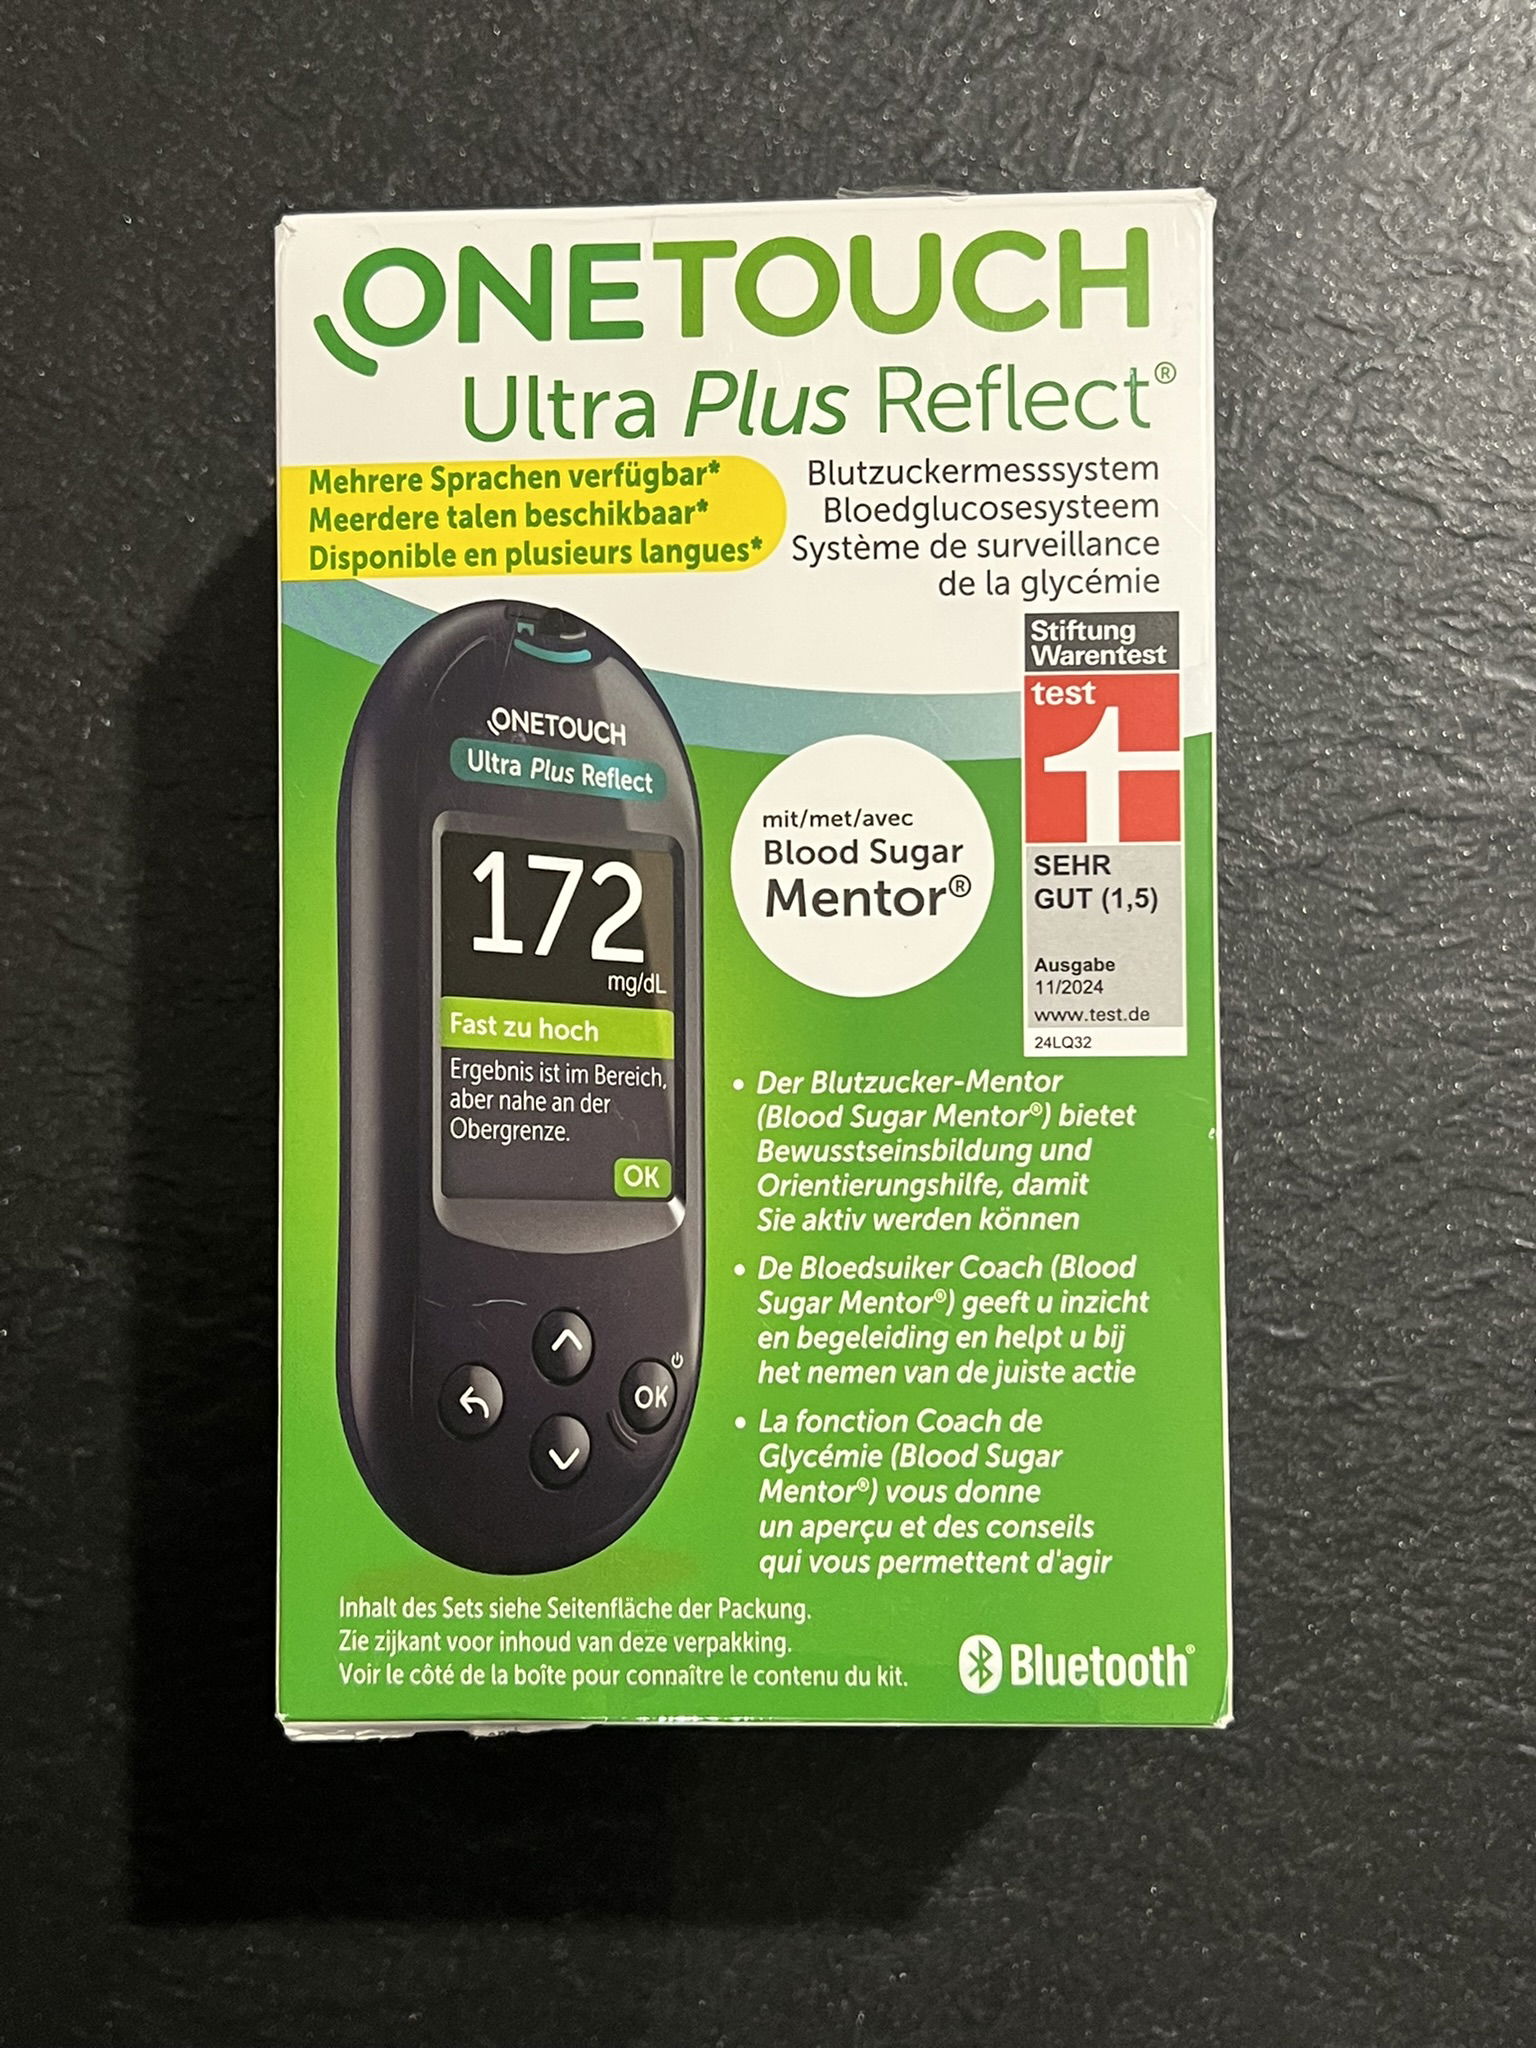 ONETOUCH
Ultra Plus Reflect®
Mehrere Sprachen verfügbar*
Meerdere talen beschikbaar*
Disponible en plusieurs langues*
Blutzuckermesssystem
Bloedglucosesysteem
Système de surveillance
de la glycémie
Stiftung
Warentest
test
1
SEHR
GUT (1,5)
Ausgabe
11/2024
www.test.de
24LQ32
ONETOUCH
Ultra Plus Reflect
172
mg/dL
Fast zu hoch
Ergebnis ist im Bereich,
aber nahe an der
Obergrenze.
OK
OK
mit/met/avec
Blood Sugar
Mentor®
• Der Blutzucker-Mentor
(Blood Sugar Mentor®) bietet
Bewusstseinsbildung und
Orientierungshilfe, damit
Sie aktiv werden können
• De Bloedsuiker Coach (Blood
Sugar Mentor®) geeft u inzicht
en begeleiding en helpt u bij
het nemen van de juiste actie
• La fonction Coach de
Glycémie (Blood Sugar
Mentor®) vous donne
un aperçu et des conseils
qui vous permettent d'agir
Inhalt des Sets siehe Seitenfläche der Packung.
Zie zijkant voor inhoud van deze verpakking.
Voir le côté de la boîte pour connaître le contenu du kit.
Bluetooth®